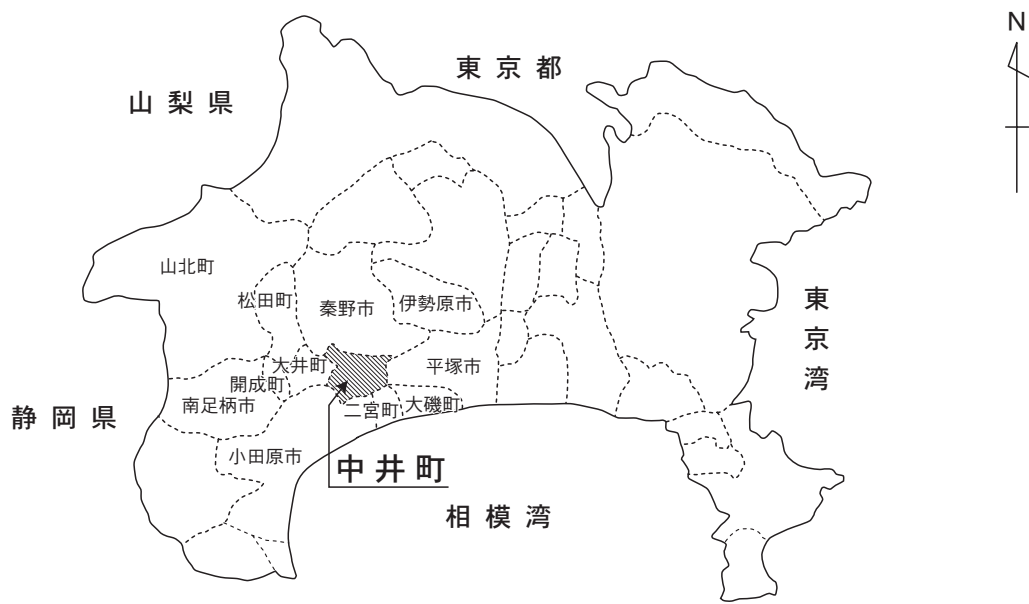 N
東京都
山梨県
山北町
松田町
秦野市
伊勢原市
東京湾
大井町
平塚市
開成町
南足柄市
二宮町
大磯町
静岡県
小田原市
中井町
相模湾